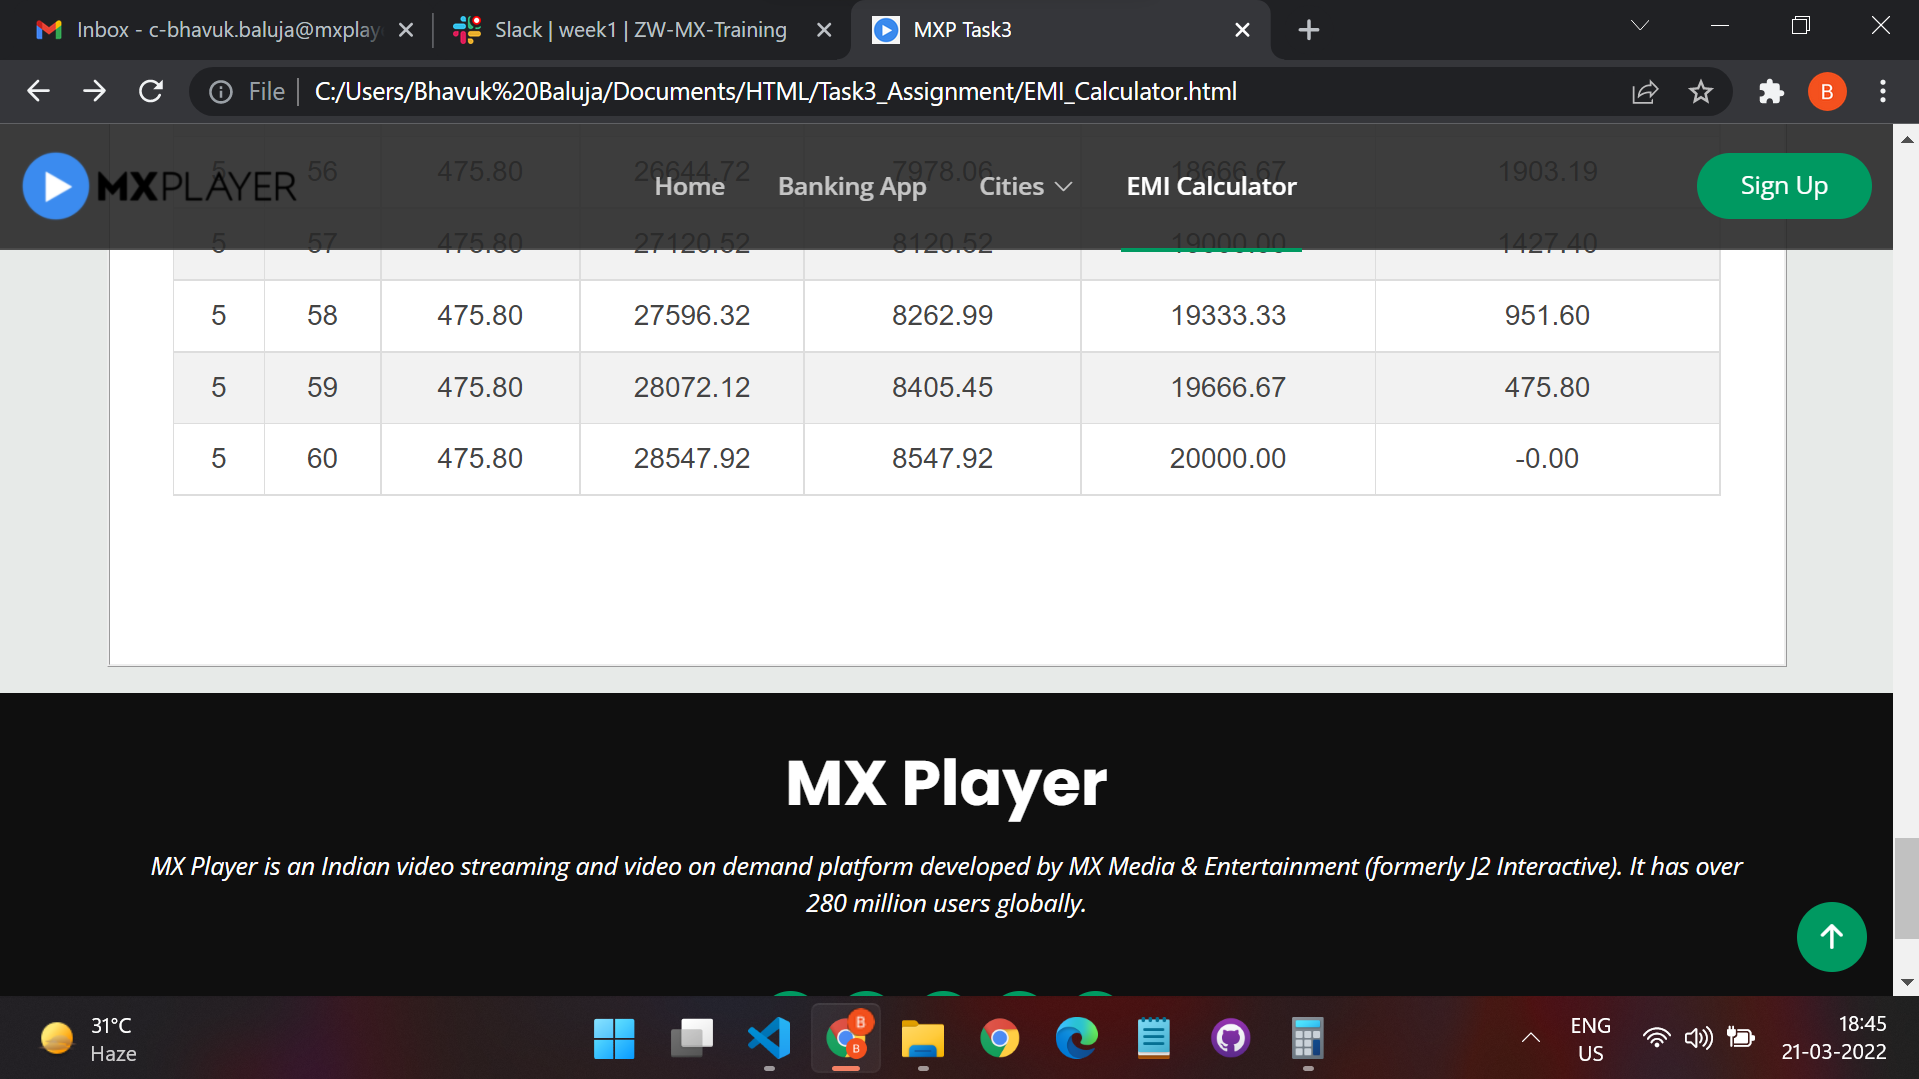 Inbox - c-bhavuk.baluja@mxplay
Slack | week1 | ZW-MX-Training
MXP Task3
File
C:/Users/Bhavuk%20Baluja/Documents/HTML/Task3_Assignment/EMI_Calculator.html
B
5 56 475.80 26644.72 7978.06 18666.67 1903.19
MXPLAYER
Home Banking App Cities EMI Calculator
Sign Up
5 57 475.80 27120.52 8120.52 19000.00 1427.40
5 58 475.80 27596.32 8262.99 19333.33 951.60
5 59 475.80 28072.12 8405.45 19666.67 475.80
5 60 475.80 28547.92 8547.92 20000.00 -0.00
MX Player
MX Player is an Indian video streaming and video on demand platform developed by MX Media & Entertainment (formerly J2 Interactive). It has over
280 million users globally.
31°C
Haze
B
B
ENG
US
18:45
21-03-2022